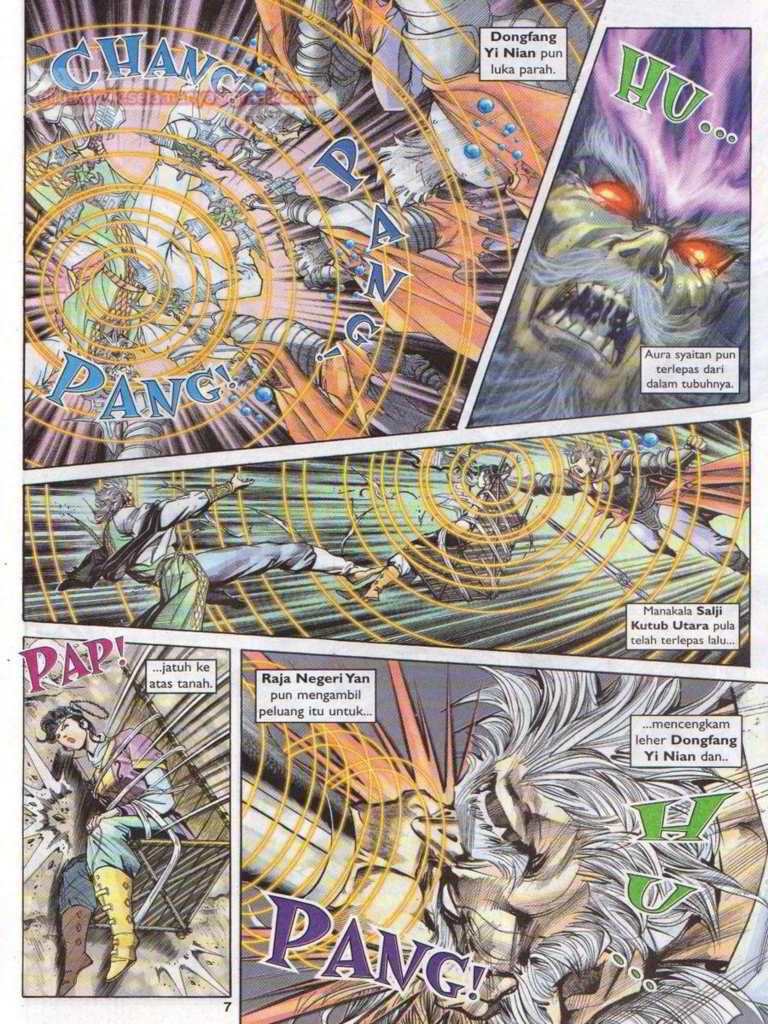 CHANG
PANG!
PANG!
Dongfang
Yi Nian pun
luka parah.
HU...
Aura syaitan pun
terlepas dari
dalam tubuhnya.
Manakala Salji
Kutub Utara pula
telah terlepas lalu...
PAP!
...jatuh ke
atas tanah.
Raja Negeri Yan
pun mengambil
peluang itu untuk...
...mencengkam
leher Dongfang
Yi Nian dan..
HU...
PANG!
7